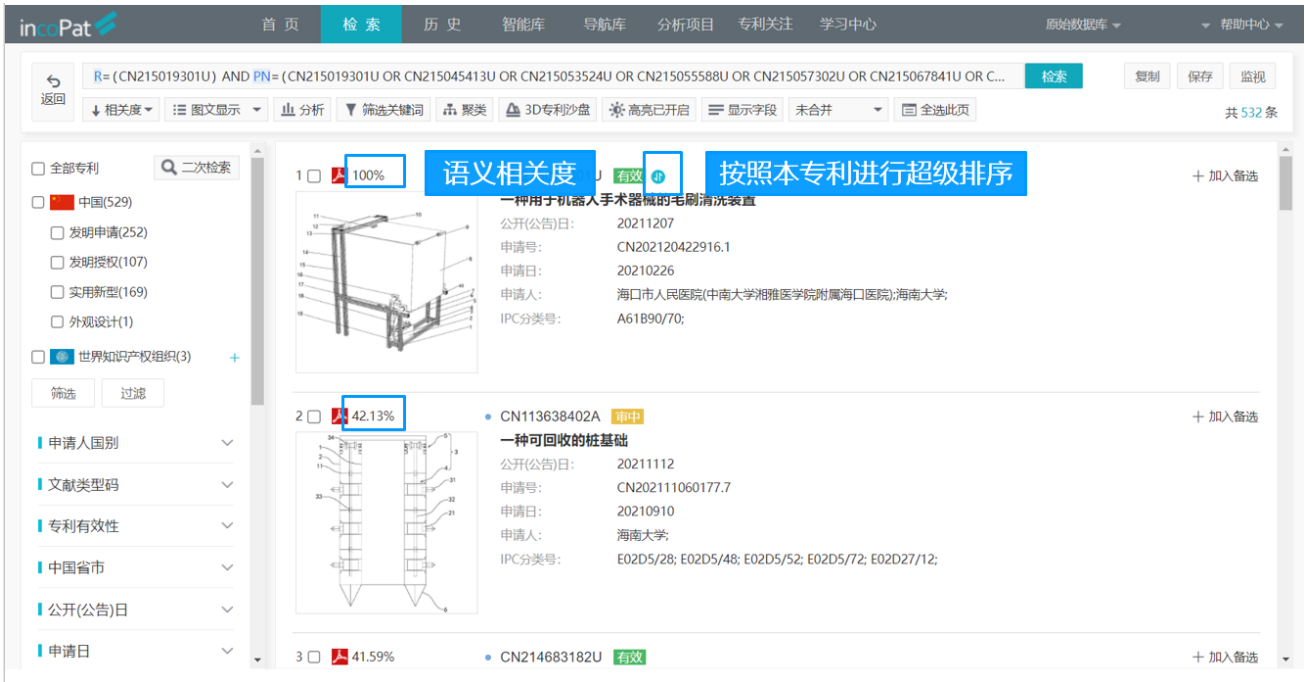 incoPat 首 页 检 索 历 史 智能库 导航库 分析项目 专利关注 学习中心 原始数据库 帮助中心
返回
R=(CN215019301U) AND PN=(CN215019301U OR CN215045413U OR CN215053524U OR CN215055588U OR CN215057302U OR CN215067841U OR C... 检索 复制 保存 监视
相关度 图文显示 分析 筛选关键词 聚类 3D专利沙盘 高亮已开启 显示字段 未合并 全选此页 共 532 条
全部专利 二次检索
中国(529)
发明申请(252)
发明授权(107)
实用新型(169)
外观设计(1)
世界知识产权组织(3) +
筛选 过滤
申请人国别
文献类型码
专利有效性
中国省市
公开(公告)日
申请日
1 100% 语义相关度 U 有效 按照本专利进行超级排序 + 加入备选
一种用于机器人手术器械的毛刷清洗装置
公开(公告)日: 20211207
申请号: CN202120422916.1
申请日: 20210226
申请人: 海口市人民医院(中南大学湘雅医学院附属海口医院);海南大学;
IPC分类号: A61B90/70;
2 42.13% CN113638402A 审中 + 加入备选
一种可回收的桩基础
公开(公告)日: 20211112
申请号: CN202111060177.7
申请日: 20210910
申请人: 海南大学;
IPC分类号: E02D5/28; E02D5/48; E02D5/52; E02D5/72; E02D27/12;
3 41.59% CN214683182U 有效 + 加入备选